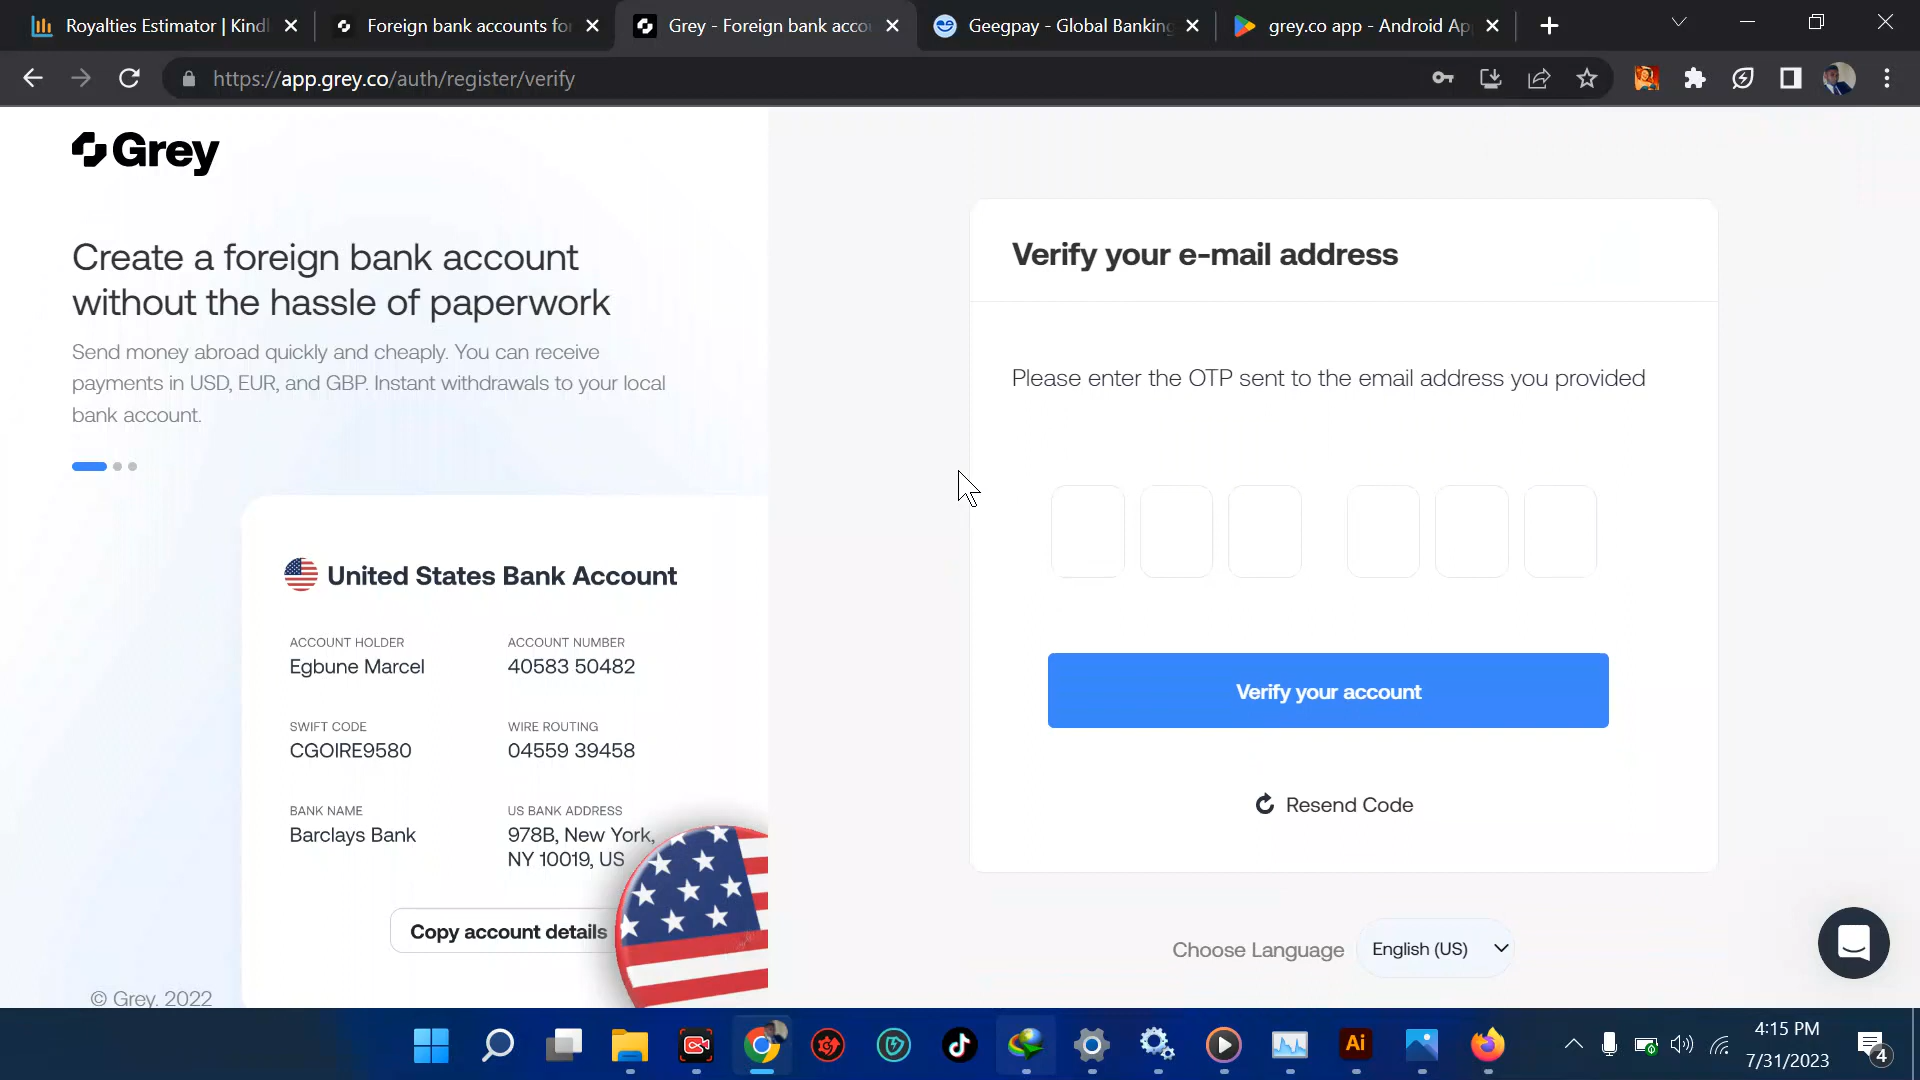 Royalties Estimator | Kindl
Foreign bank accounts fo
Grey - Foreign bank acco
Geegpay - Global Banking
grey.co app - Android Ap
https://app.grey.co/auth/register/verify
Grey
Create a foreign bank account
without the hassle of paperwork
Send money abroad quickly and cheaply. You can receive
payments in USD, EUR, and GBP. Instant withdrawals to your local
bank account.
United States Bank Account
ACCOUNT HOLDER
Egbune Marcel
ACCOUNT NUMBER
40583 50482
SWIFT CODE
CGOIRE9580
WIRE ROUTING
04559 39458
BANK NAME
Barclays Bank
US BANK ADDRESS
978B, New York,
NY 10019, US
Copy account details
© Grey. 2022
Verify your e-mail address
Please enter the OTP sent to the email address you provided
Verify your account
Resend Code
Choose Language
English (US)
Ai
4:15 PM
7/31/2023
4